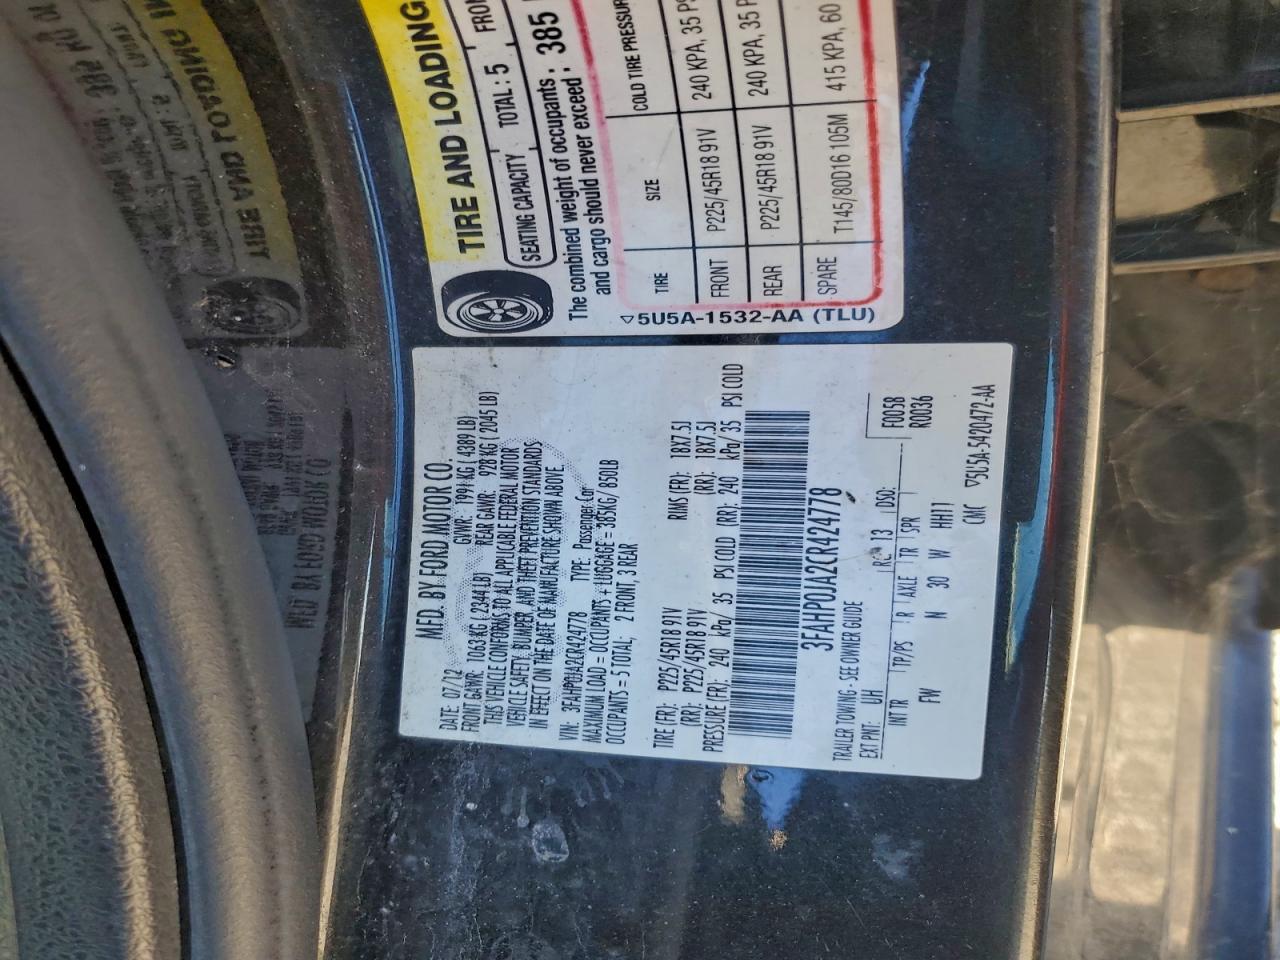 TIRE AND LOADING
SEATING CAPACITY TOTAL : 5 FRON
The combined weight of occupants : 385
and cargo should never exceed :
TIRE SIZE COLD TIRE PRESSUR
FRONT P225/45R18 91V 240 KPA, 35 PS
REAR P225/45R18 91V 240 KPA, 35 P
SPARE T145/80D16 105M 415 KPA, 60
▽5U5A-1532-AA (TLU)
MFD. BY FORD MOTOR CO.
DATE: 07/12 GVWR: 1991 KG ( 4389 LB)
FRONT GAWR: 1063 KG ( 2344 LB) REAR GAWR: 928 KG ( 2045 LB)
THIS VEHICLE CONFORMS TO ALL APPLICABLE FEDERAL MOTOR
VEHICLE SAFETY, BUMPER, AND THEFT PREVENTION STANDARDS
IN EFFECT ON THE DATE OF MANUFACTURE SHOWN ABOVE
VIN: 3FAHP0JA2CR424778 TYPE: Passenger Car
MAXIMUM LOAD = OCCUPANTS + LUGGAGE = 385KG/ 850LB
OCCUPANTS = 5 TOTAL; 2 FRONT, 3 REAR
TIRE (FR): P225/45R18 91V RIMS (FR): 18X7.5J
(RR): P225/45R18 91V (RR): 18X7.5J
PRESSURE (FR): 240 kPa/ 35 PSI COLD (RR): 240 kPa/ 35 PSI COLD
3FAHP0JA2CR424778
TRAILER TOWING - SEE OWNER GUIDE
EXT PNT: UH RC: 13 DSO: F0058
R0036
INT TR TP/PS R AXLE TR SPR
FW N 30 W HH11
CMC ▽5U5A-5420472-AA